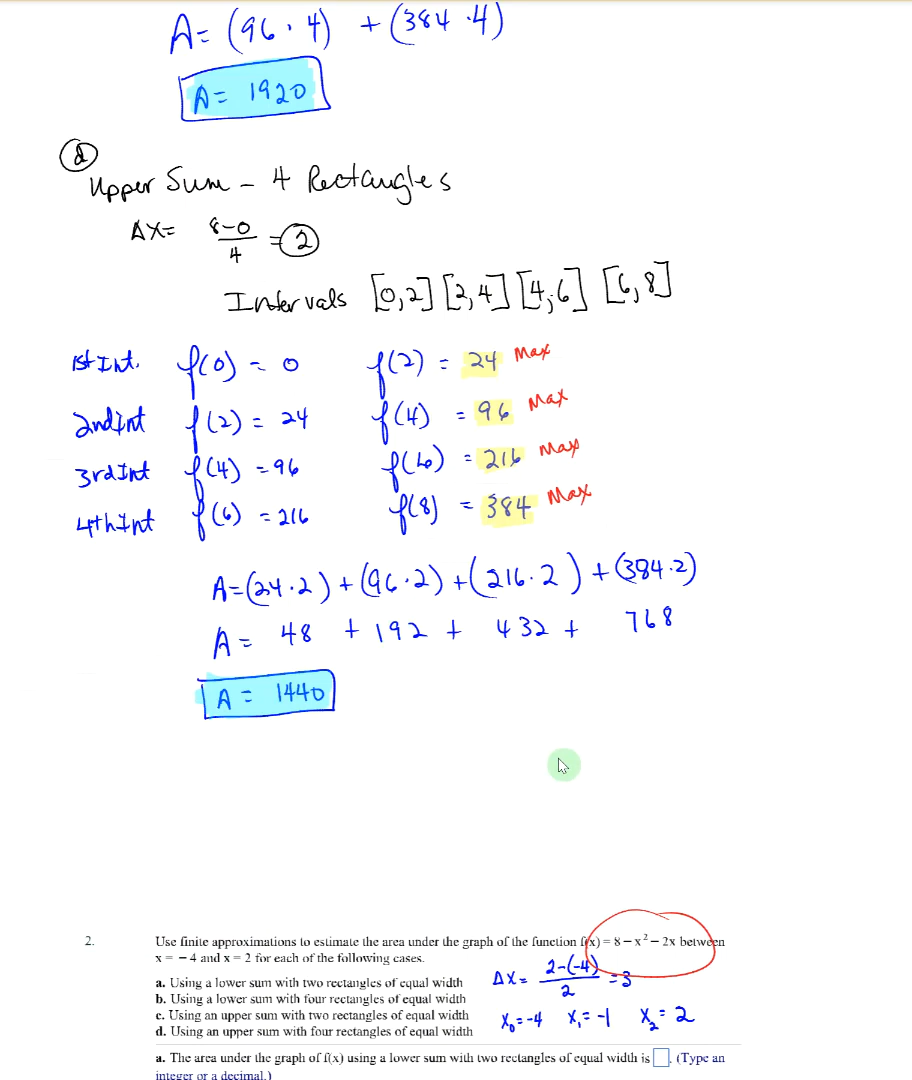 A= (96·4) + (384·4)
A= 1920
d
Upper Sum - 4 Rectangles
ΔX= 8-0/4 = 2
Intervals [0,2] [2,4] [4,6] [6,8]
1st Int. f(0) = 0 f(2) = 24 Max
2nd Int f(2) = 24 f(4) = 96 Max
3rd Int f(4) = 96 f(6) = 216 Max
4th Int f(6) = 216 f(8) = 384 Max
A=(24·2)+(96·2)+(216·2)+(384·2)
A= 48 + 192 + 432 + 768
A= 1440
2. Use finite approximations to estimate the area under the graph of the function f(x) = 8 − x² − 2x between
x = − 4 and x = 2 for each of the following cases.
a. Using a lower sum with two rectangles of equal width
b. Using a lower sum with four rectangles of equal width
c. Using an upper sum with two rectangles of equal width
d. Using an upper sum with four rectangles of equal width
ΔX= 2-(-4)/2 =3
X₀=-4 X₁=-1 X₂=2
a. The area under the graph of f(x) using a lower sum with two rectangles of equal width is . (Type an
integer or a decimal.)